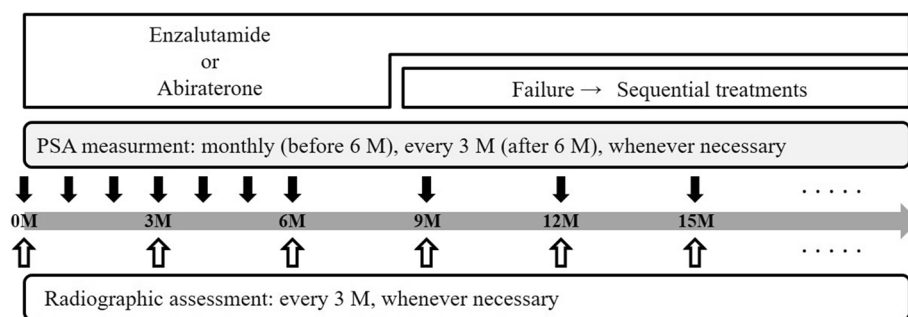 Enzalutamide
or
Abiraterone
Failure → Sequential treatments
PSA measurment: monthly (before 6 M), every 3 M (after 6 M), whenever necessary
.....
0M 3M 6M 9M 12M 15M
.....
Radiographic assessment: every 3 M, whenever necessary